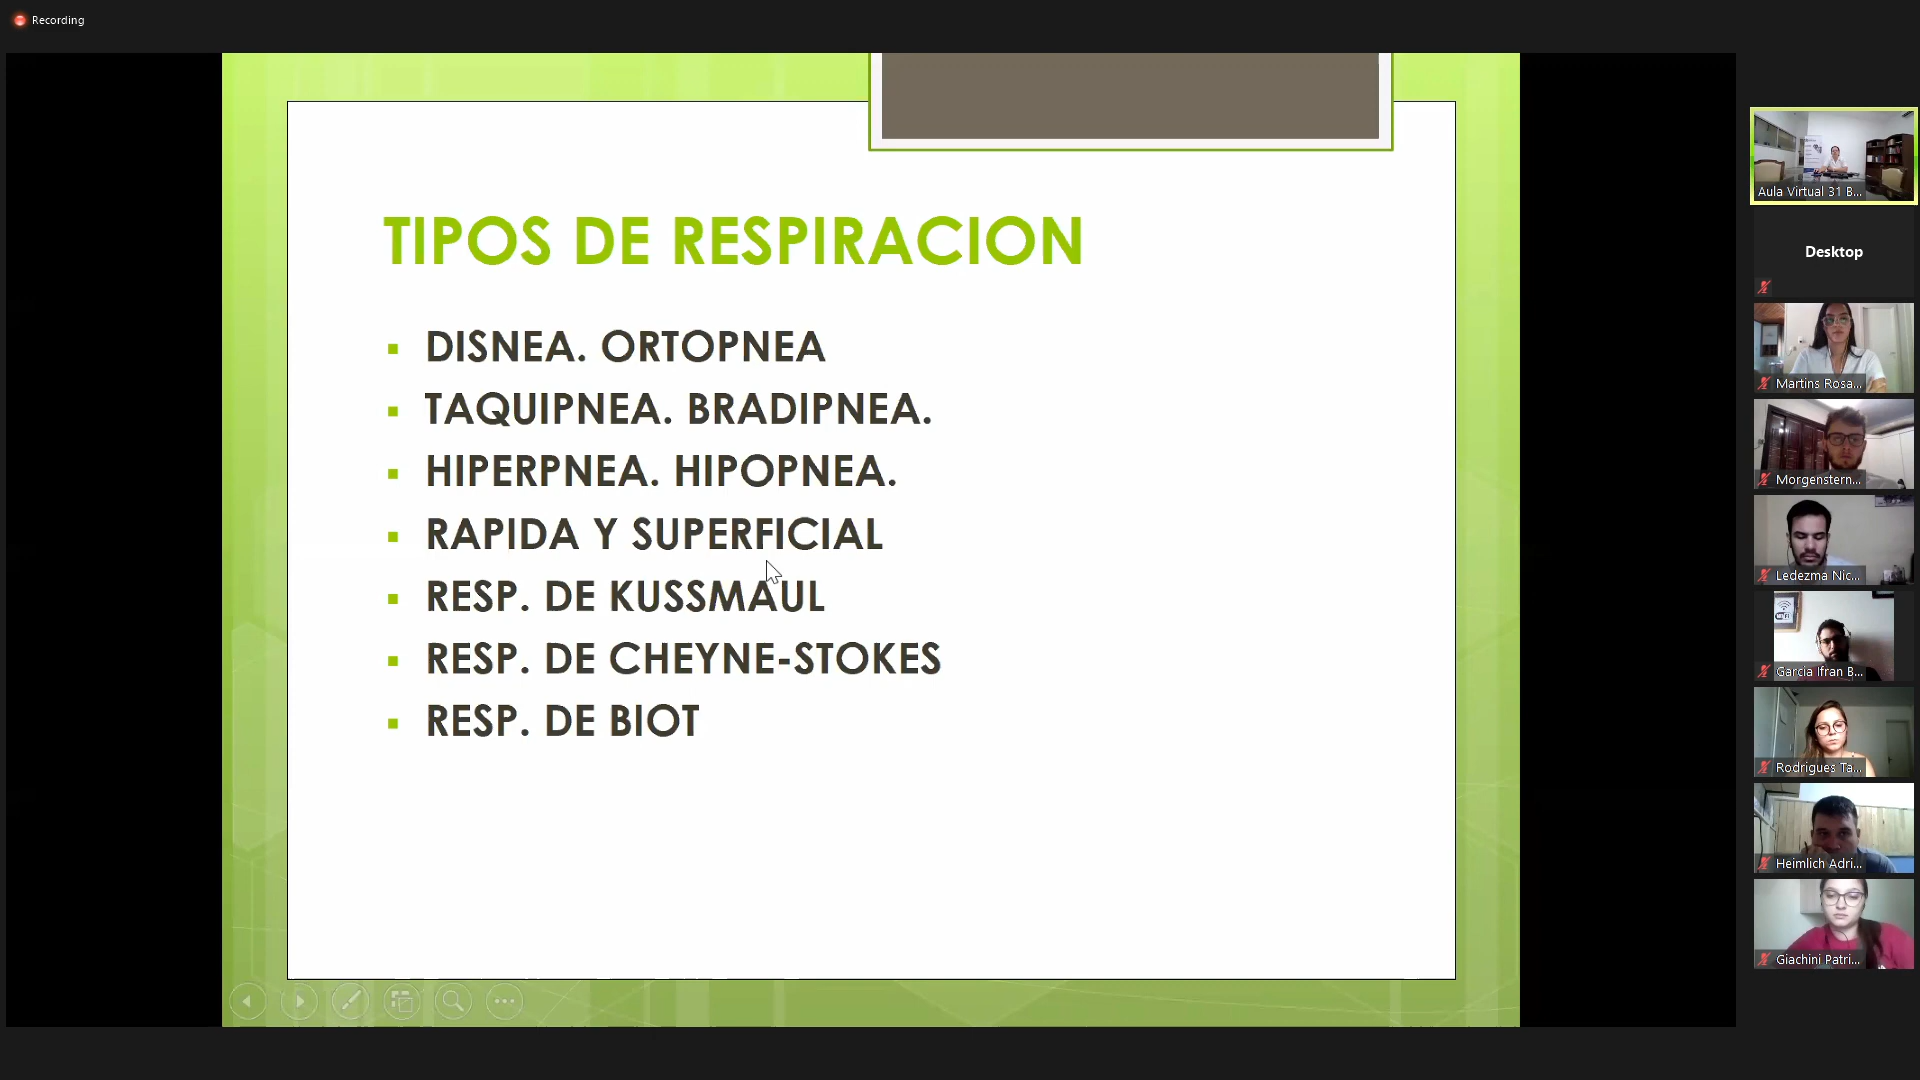 Recording
TIPOS DE RESPIRACION
DISNEA. ORTOPNEA
TAQUIPNEA. BRADIPNEA.
HIPERPNEA. HIPOPNEA.
RAPIDA Y SUPERFICIAL
RESP. DE KUSSMAUL
RESP. DE CHEYNE-STOKES
RESP. DE BIOT
Aula Virtual 31 B...
Desktop
Martins Rosa...
Morgenstern...
Ledezma Nic...
Garcia Ifran B...
Rodrigues Ta...
Heimlich Adri...
Giachini Patri...